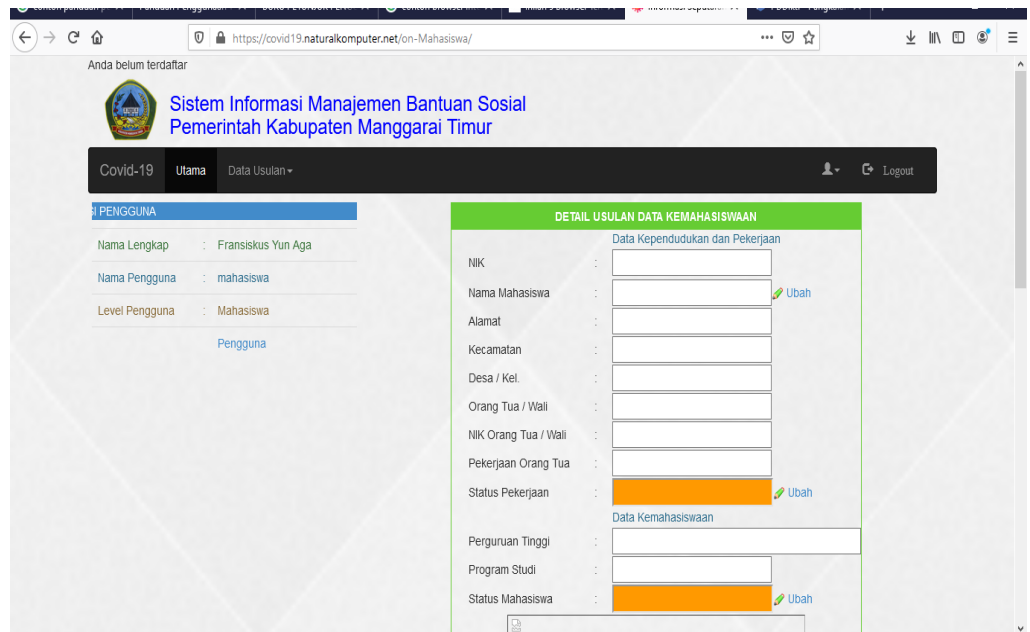 https://covid19.naturalkomputer.net/on-Mahasiswa/
Anda belum terdaftar
Sistem Informasi Manajemen Bantuan Sosial
Pemerintah Kabupaten Manggarai Timur
Covid-19 Utama Data Usulan Logout
SI PENGGUNA
Nama Lengkap : Fransiskus Yun Aga
Nama Pengguna : mahasiswa
Level Pengguna : Mahasiswa
Pengguna
DETAIL USULAN DATA KEMAHASISWAAN
Data Kependudukan dan Pekerjaan
NIK :
Nama Mahasiswa : Ubah
Alamat :
Kecamatan :
Desa / Kel. :
Orang Tua / Wali :
NIK Orang Tua / Wali :
Pekerjaan Orang Tua :
Status Pekerjaan : Ubah
Data Kemahasiswaan
Perguruan Tinggi :
Program Studi :
Status Mahasiswa : Ubah